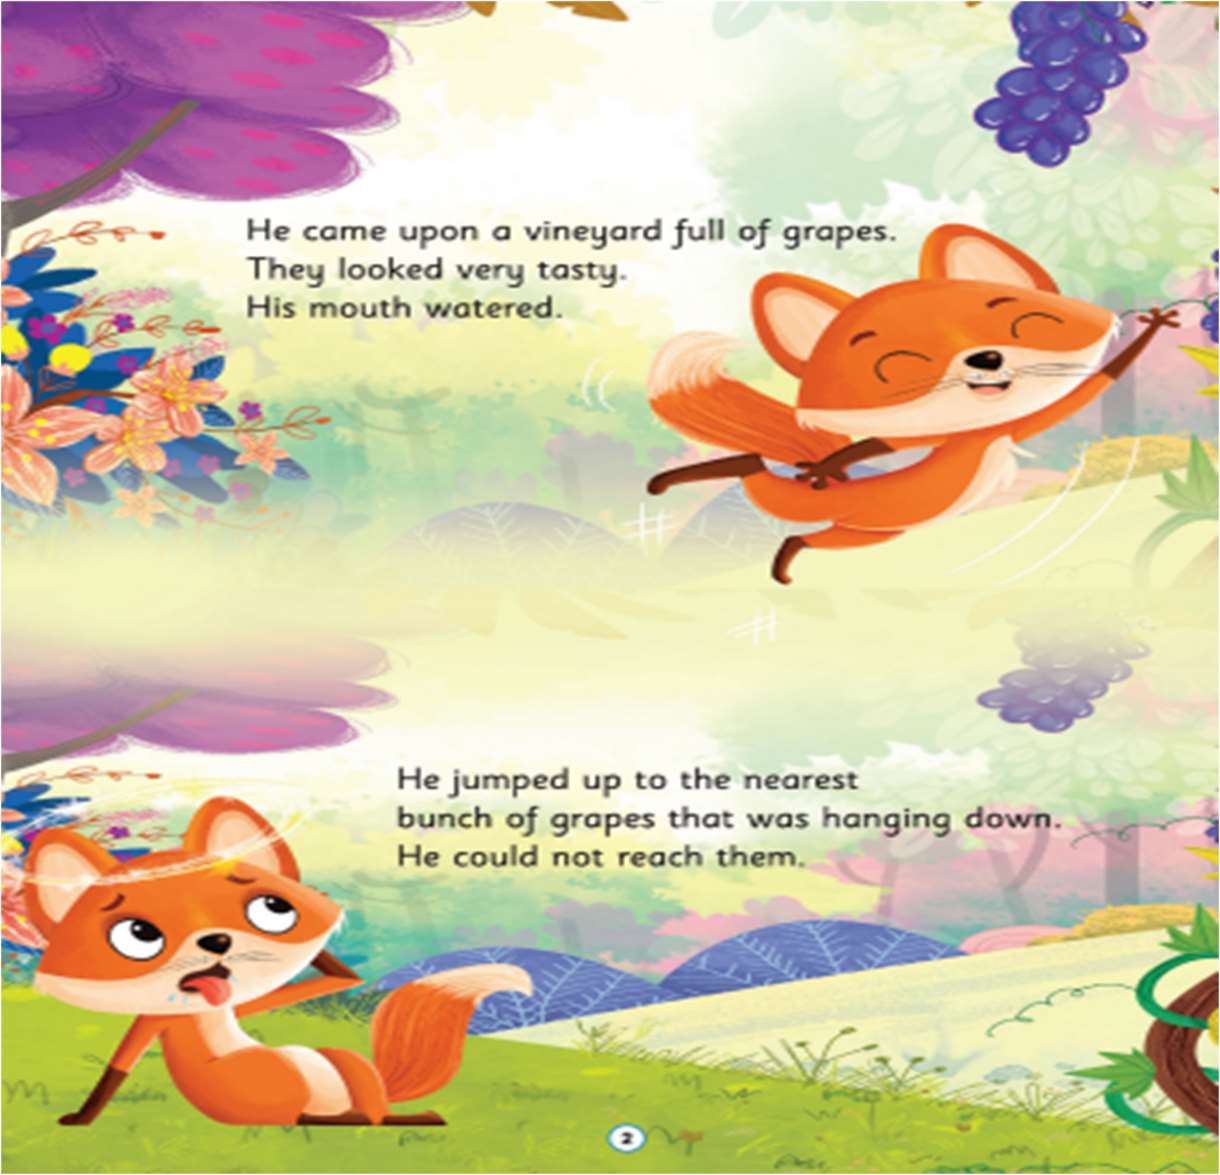 He came upon a vineyard full of grapes.
They looked very tasty.
His mouth watered.
He jumped up to the nearest
bunch of grapes that was hanging down.
He could not reach them.
2